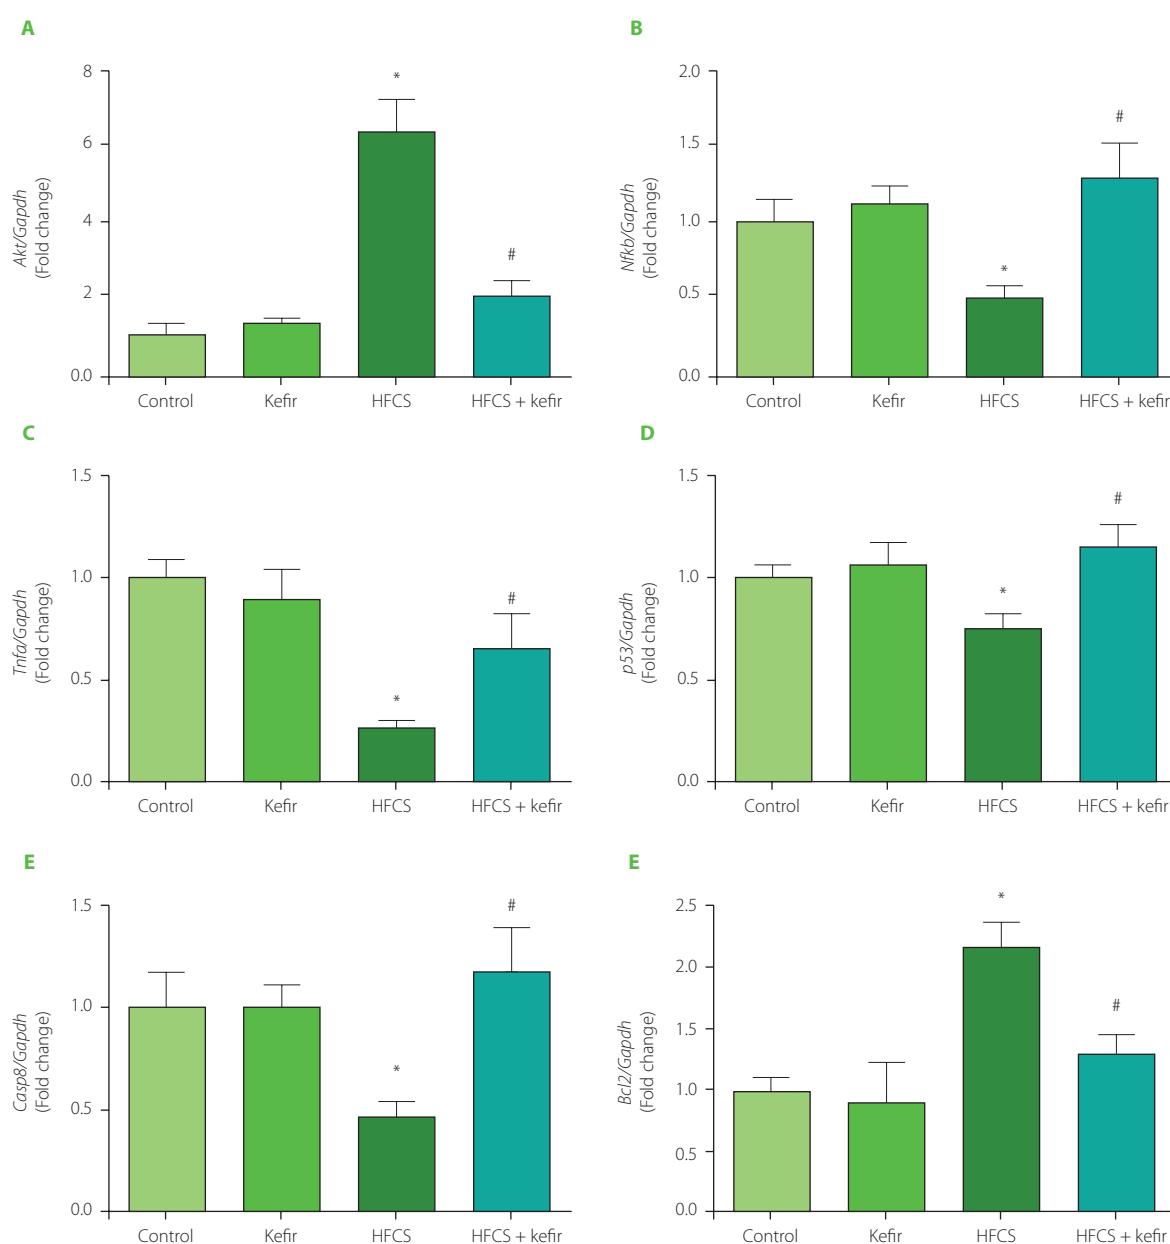 A
8
6
4
2
0.0
Akt/Gapdh
(Fold change)
*
#
Control
Kefir
HFCS
HFCS + kefir
B
2.0
1.5
1.0
0.5
0.0
Nfkb/Gapdh
(Fold change)
*
#
Control
Kefir
HFCS
HFCS + kefir
C
1.5
1.0
0.5
0.0
Tnfa/Gapdh
(Fold change)
*
#
Control
Kefir
HFCS
HFCS + kefir
D
1.5
1.0
0.5
0.0
p53/Gapdh
(Fold change)
*
#
Control
Kefir
HFCS
HFCS + kefir
E
1.5
1.0
0.5
0.0
Casp8/Gapdh
(Fold change)
*
#
Control
Kefir
HFCS
HFCS + kefir
E
2.5
2.0
1.5
1.0
0.5
0.0
Bcl2/Gapdh
(Fold change)
*
#
Control
Kefir
HFCS
HFCS + kefir